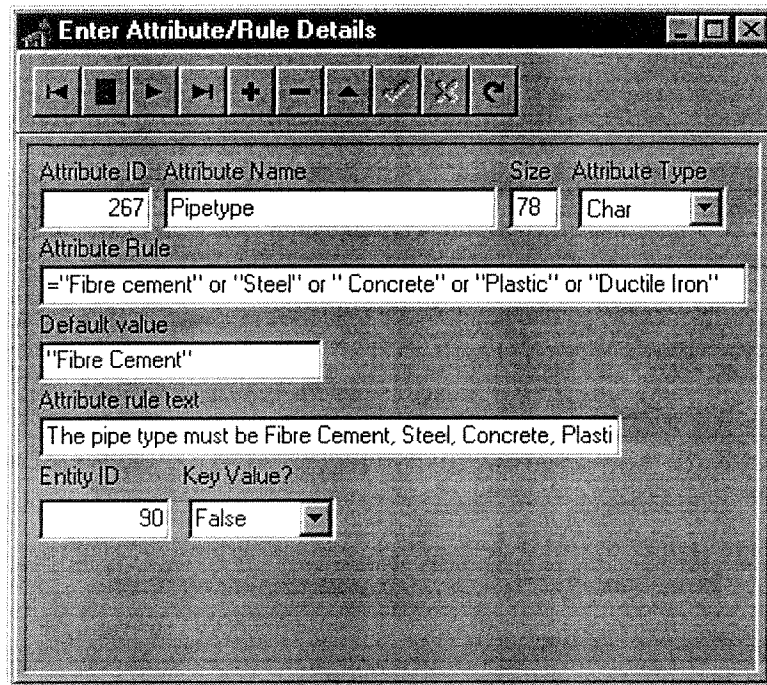 Enter Attribute/Rule Details
Attribute ID Attribute Name Size Attribute Type
267 Pipetype 78 Char
Attribute Rule
="Fibre cement" or "Steel" or " Concrete" or "Plastic" or "Ductile Iron"
Default value
"Fibre Cement"
Attribute rule text
The pipe type must be Fibre Cement, Steel, Concrete, Plasti
Entity ID Key Value?
90 False